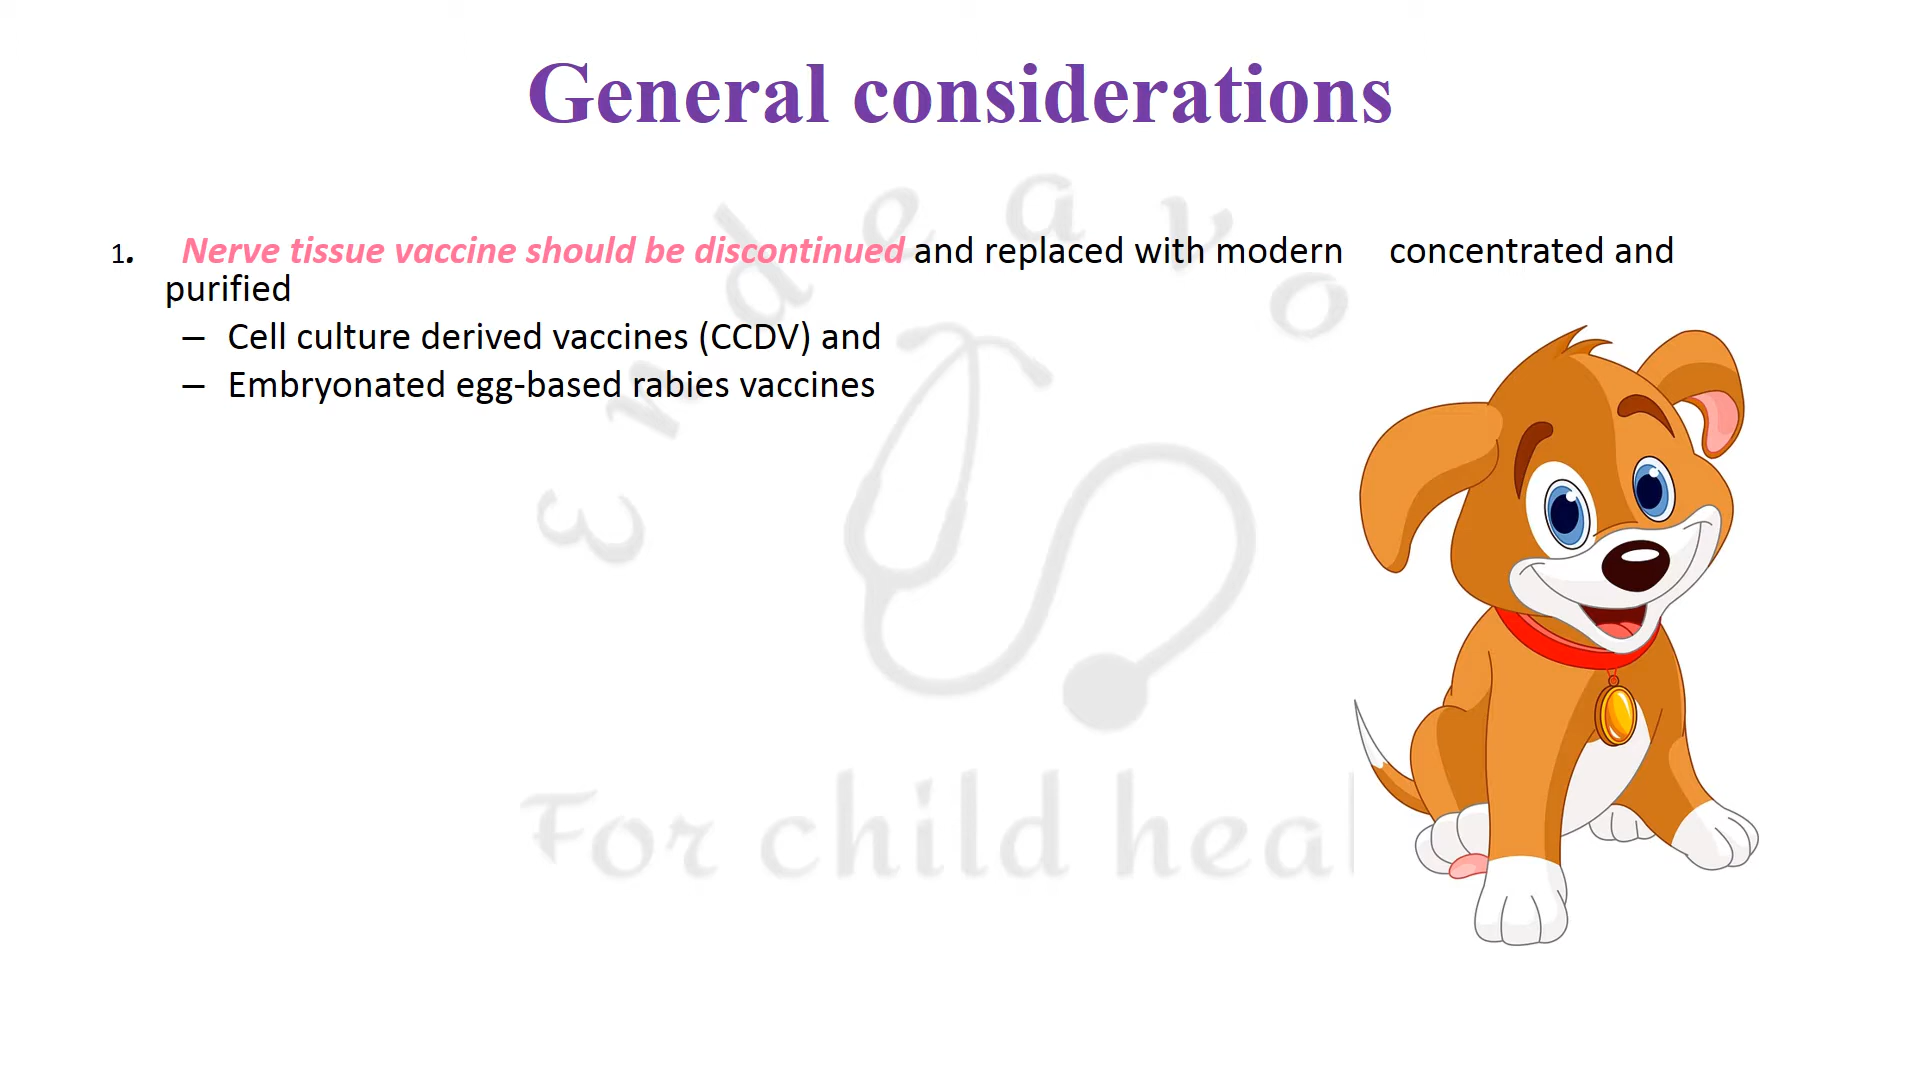 General considerations
1. Nerve tissue vaccine should be discontinued and replaced with modern concentrated and
purified
– Cell culture derived vaccines (CCDV) and
– Embryonated egg-based rabies vaccines
Endeavo
For child heal